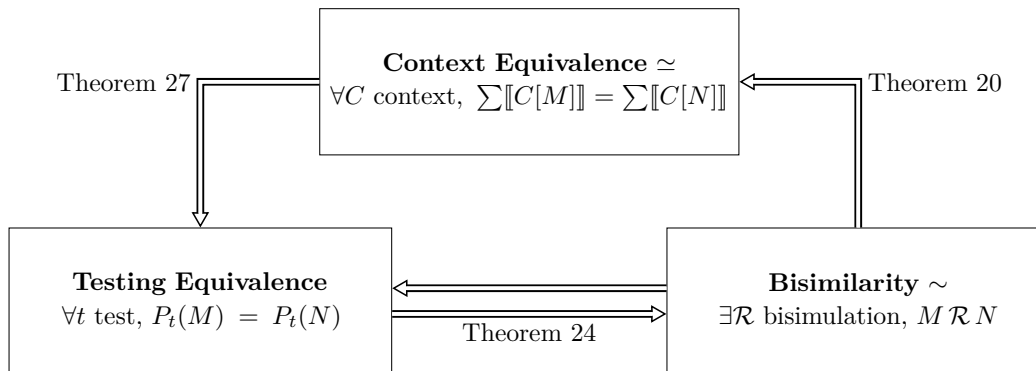 Context Equivalence ≃
∀C context, ∑⟦C[M]⟧ = ∑⟦C[N]⟧
Theorem 27
Theorem 20
Testing Equivalence
∀t test, P_t(M) = P_t(N)
Bisimilarity ∼
∃ℛ bisimulation, M ℛ N
Theorem 24